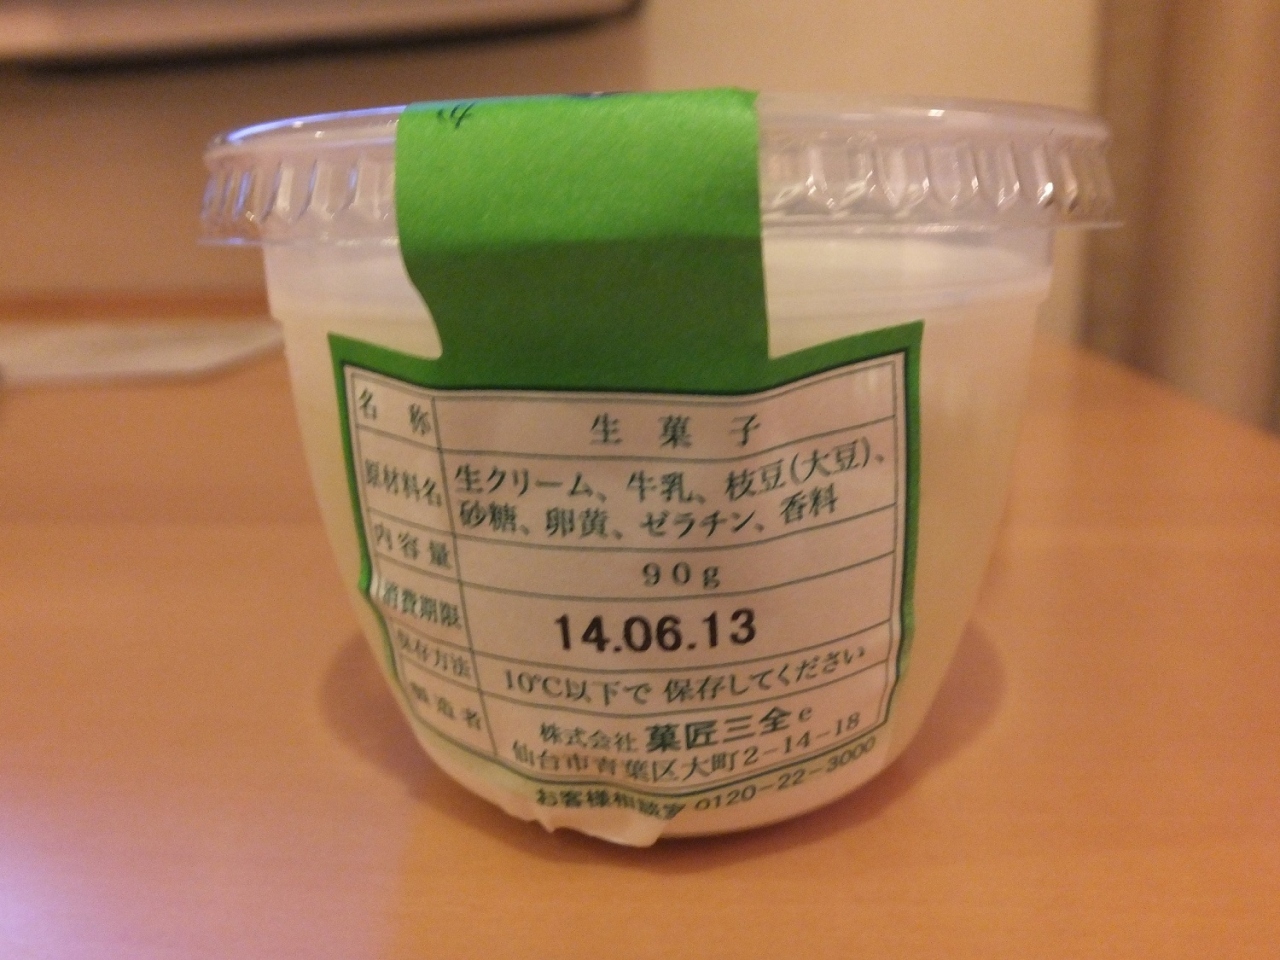 名 称 生 菓 子
原材料名 生クリーム、牛乳、枝豆(大豆)、
砂糖、卵黄、ゼラチン、香料
内容量 90g
消費期限 14.06.13
保存方法 10℃以下で 保存してください
製造者 株式会社 菓匠三全 e
仙台市青葉区大町2-14-18
お客様相談室 0120-22-3000